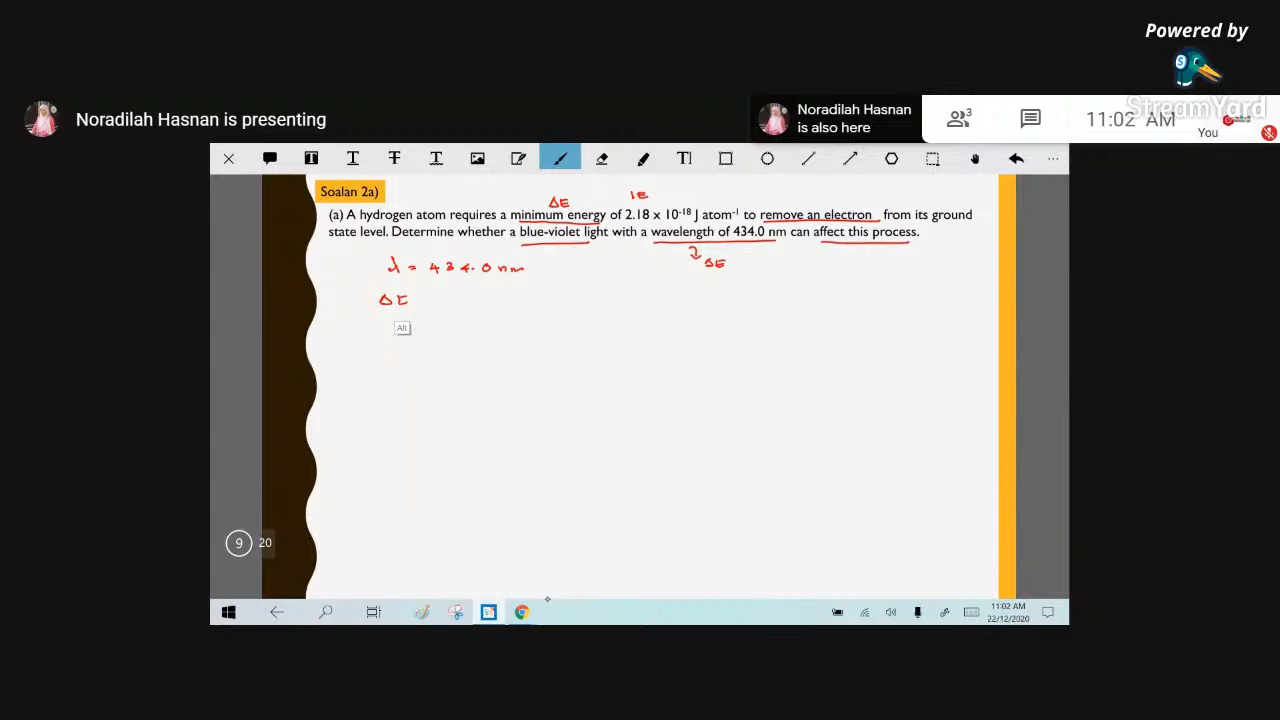 Powered by
S
StreamYard
Noradilah Hasnan is presenting
Noradilah Hasnan
is also here
3
11:02 AM
You
Soalan 2a)
ΔE IE
(a) A hydrogen atom requires a minimum energy of 2.18 x 10⁻¹⁸ J atom⁻¹ to remove an electron from its ground
state level. Determine whether a blue-violet light with a wavelength of 434.0 nm can affect this process.
ΔE
λ = 434.0 nm
ΔE
Alt
9 20
11:02 AM
22/12/2020